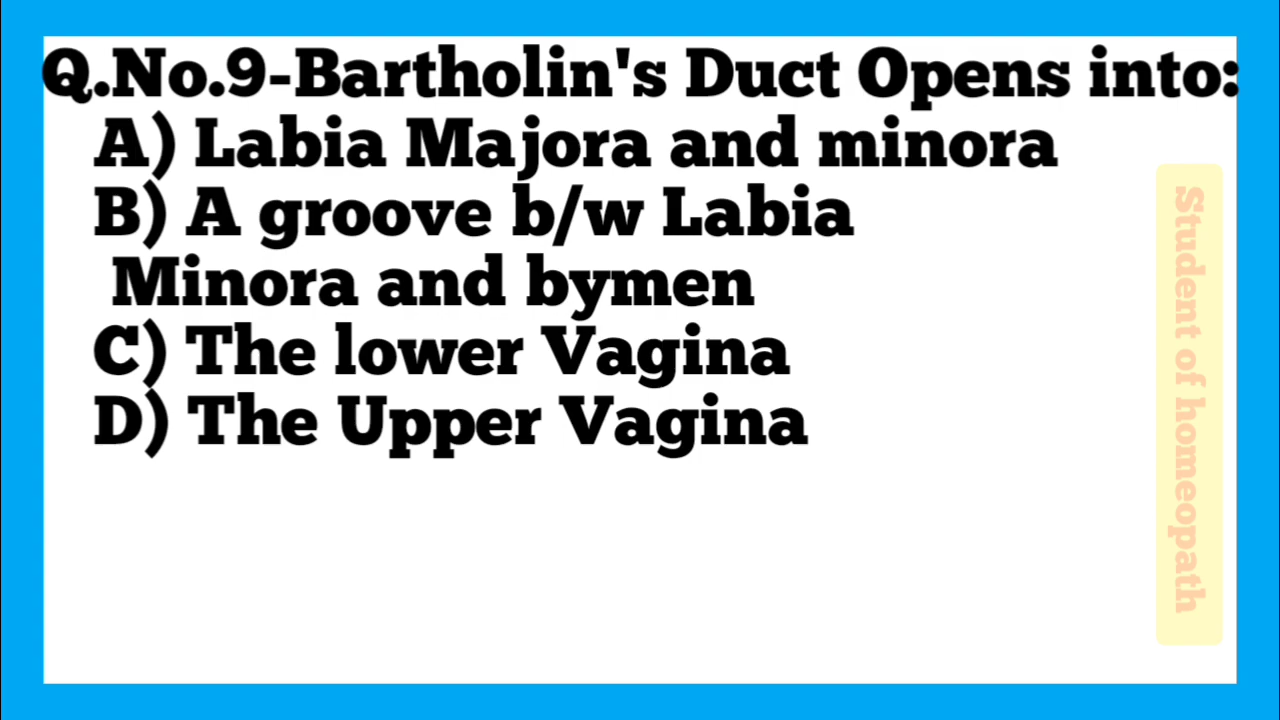 Q.No.9-Bartholin's Duct Opens into:
A) Labia Majora and minora
B) A groove b/w Labia
Minora and bymen
C) The lower Vagina
D) The Upper Vagina
Student of homeopath